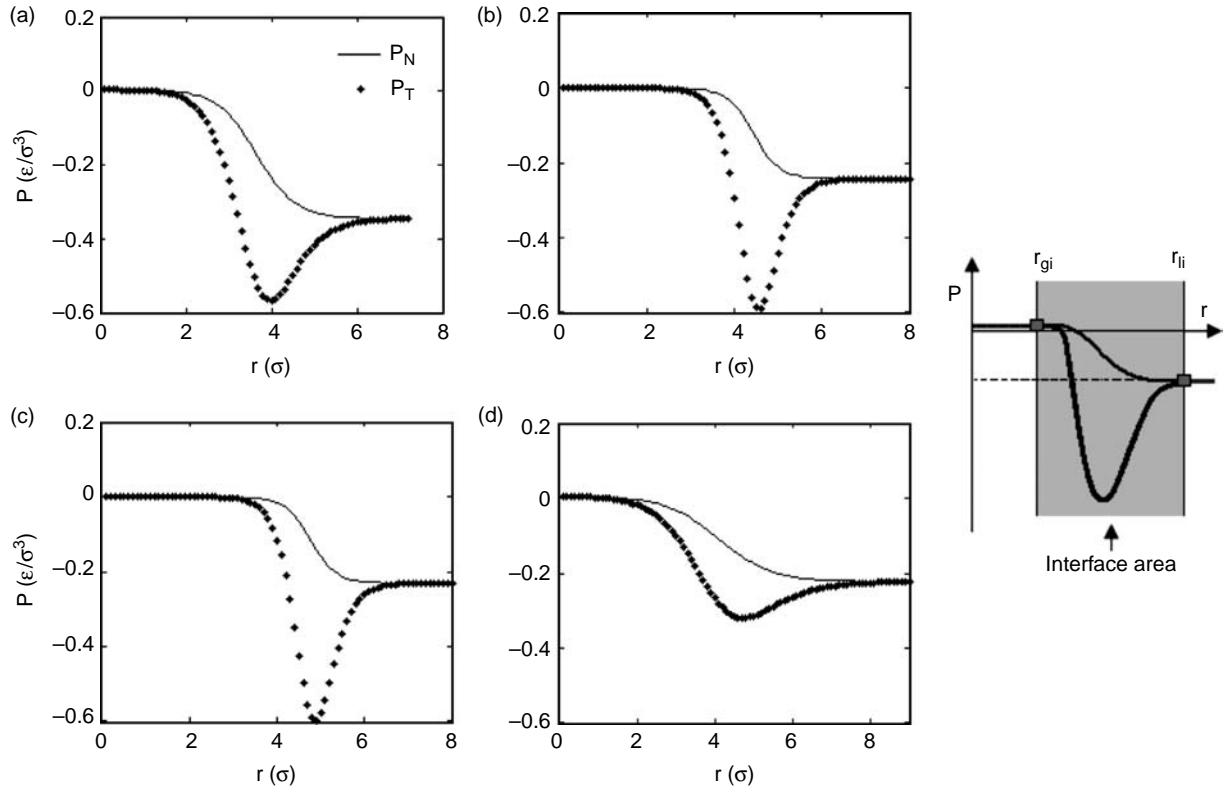 (a)
0.2
0
–0.2
–0.4
–0.6
P (ε/σ³)
P_N
P_T
0 2 4 6 8
r (σ)
(b)
0.2
0
–0.2
–0.4
–0.6
0 2 4 6 8
r (σ)
(c)
0.2
0
–0.2
–0.4
–0.6
P (ε/σ³)
0 2 4 6 8
r (σ)
(d)
0.2
0
–0.2
–0.4
–0.6
0 2 4 6 8
r (σ)
r_gi r_li
P
r
Interface area